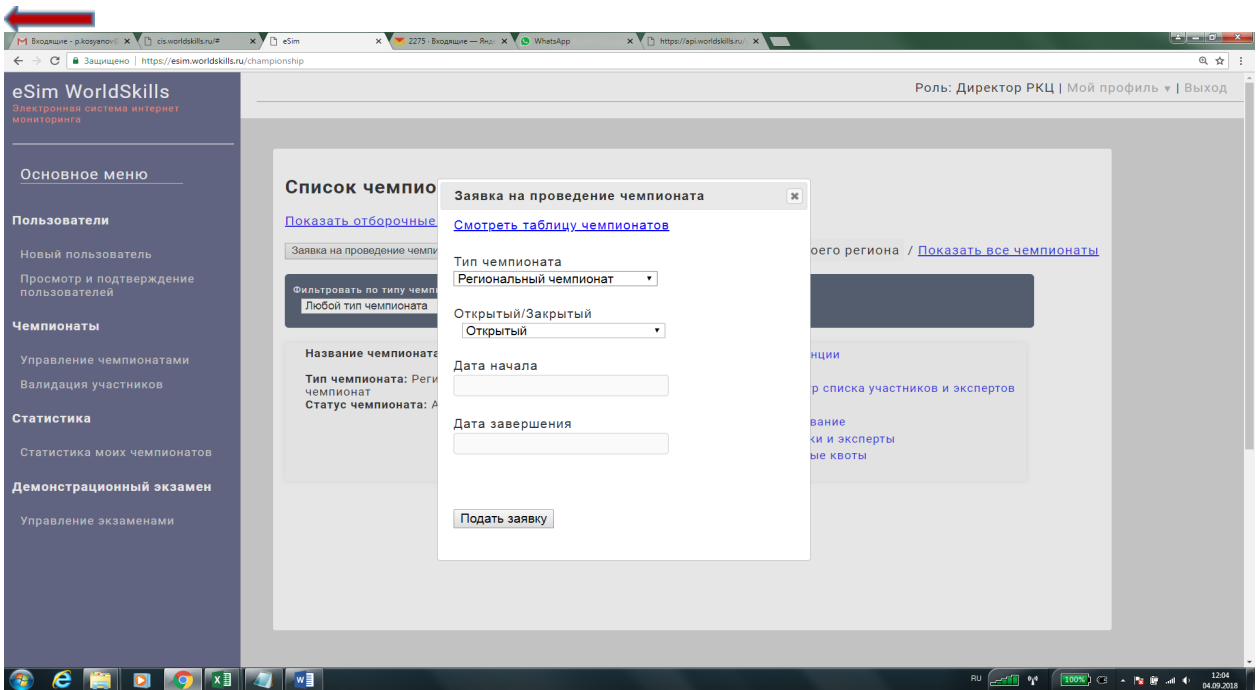 Входящие - p.kosyanov@
cis.worldskills.ru/#
eSim
2275 · Входящие — Янде
WhatsApp
https://api.worldskills.ru/
Защищено | https://esim.worldskills.ru/championship
eSim WorldSkills
Электронная система интернет
мониторинга
Роль: Директор РКЦ | Мой профиль ▾ | Выход
Основное меню
Пользователи
Новый пользователь
Просмотр и подтверждение
пользователей
Чемпионаты
Управление чемпионатами
Валидация участников
Статистика
Статистика моих чемпионатов
Демонстрационный экзамен
Управление экзаменами
Список чемпио
Показать отборочные
Заявка на проведение чемпи
оего региона / Показать все чемпионаты
Фильтровать по типу чемпи
Любой тип чемпионата
Название чемпионата
Тип чемпионата: Реги
чемпионат
Статус чемпионата: А
нции
р списка участников и экспертов
вание
ки и эксперты
ые квоты
Заявка на проведение чемпионата
Смотреть таблицу чемпионатов
Тип чемпионата
Региональный чемпионат
Открытый/Закрытый
Открытый
Дата начала
Дата завершения
Подать заявку
RU
100%
12:04
04.09.2018